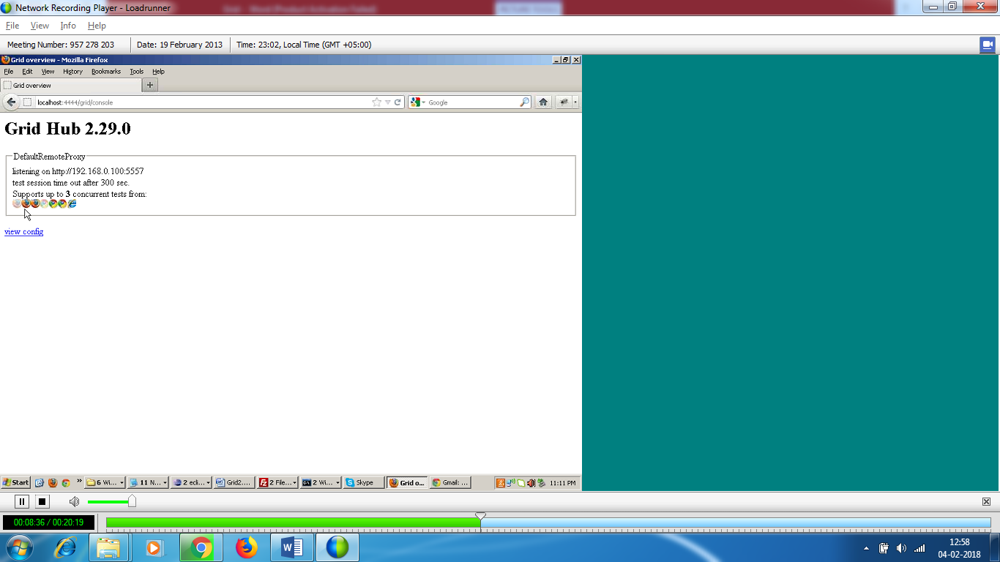 Network Recording Player - Loadrunner
File View Info Help
Meeting Number: 957 278 203 Date: 19 February 2013 Time: 23:02, Local Time (GMT +05:00)
Grid overview - Mozilla Firefox
File Edit View History Bookmarks Tools Help
Grid overview
localhost:4444/grid/console Google
Grid Hub 2.29.0
DefaultRemoteProxy
listening on http://192.168.0.100:5557
test session time out after 300 sec.
Supports up to 3 concurrent tests from:
view config
Start 6 Wi... 11 N... 2 ecli... Grid2.... 2 File... 2 Wi... Skype Grid o... Gmail: ... 11:11 PM
00:08:36 / 00:20:19
12:58
04-02-2018